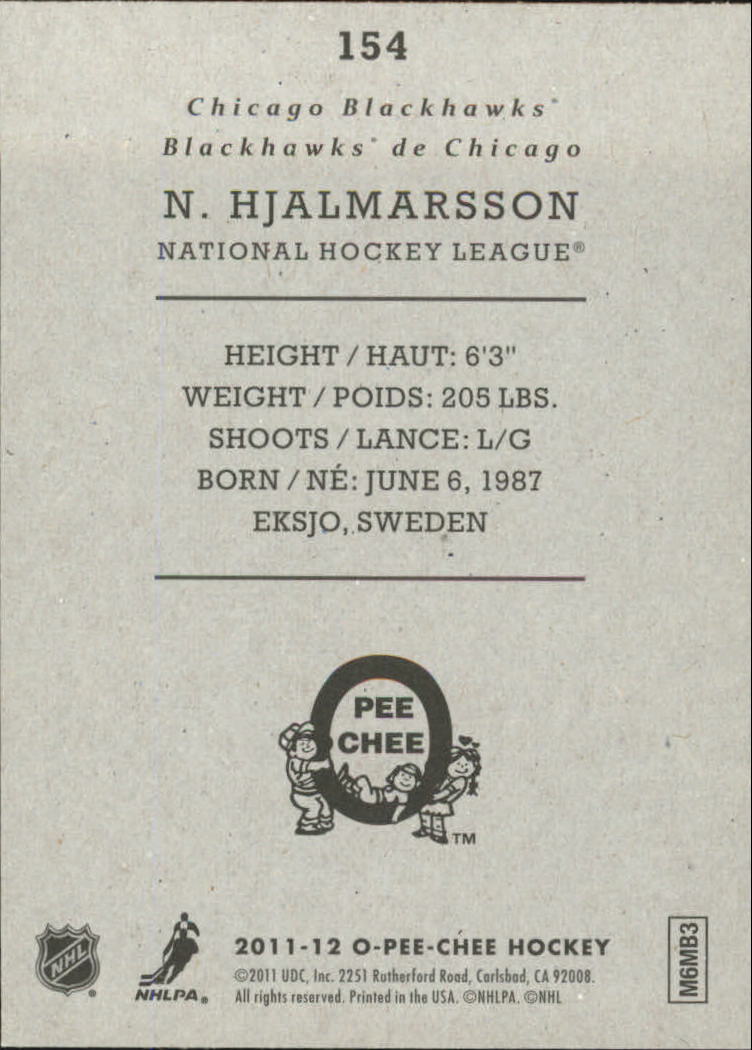 154
Chicago Blackhawks®
Blackhawks® de Chicago
N. HJALMARSSON
NATIONAL HOCKEY LEAGUE®
HEIGHT / HAUT: 6'3"
WEIGHT / POIDS: 205 LBS.
SHOOTS / LANCE: L/G
BORN / NÉ: JUNE 6, 1987
EKSJO, SWEDEN
PEE
CHEE
TM
NHL
®
NHLPA®
2011-12 O-PEE-CHEE HOCKEY
©2011 UDC, Inc. 2251 Rutherford Road, Carlsbad, CA 92008.
All rights reserved. Printed in the USA. ©NHLPA. ©NHL
M6MB3